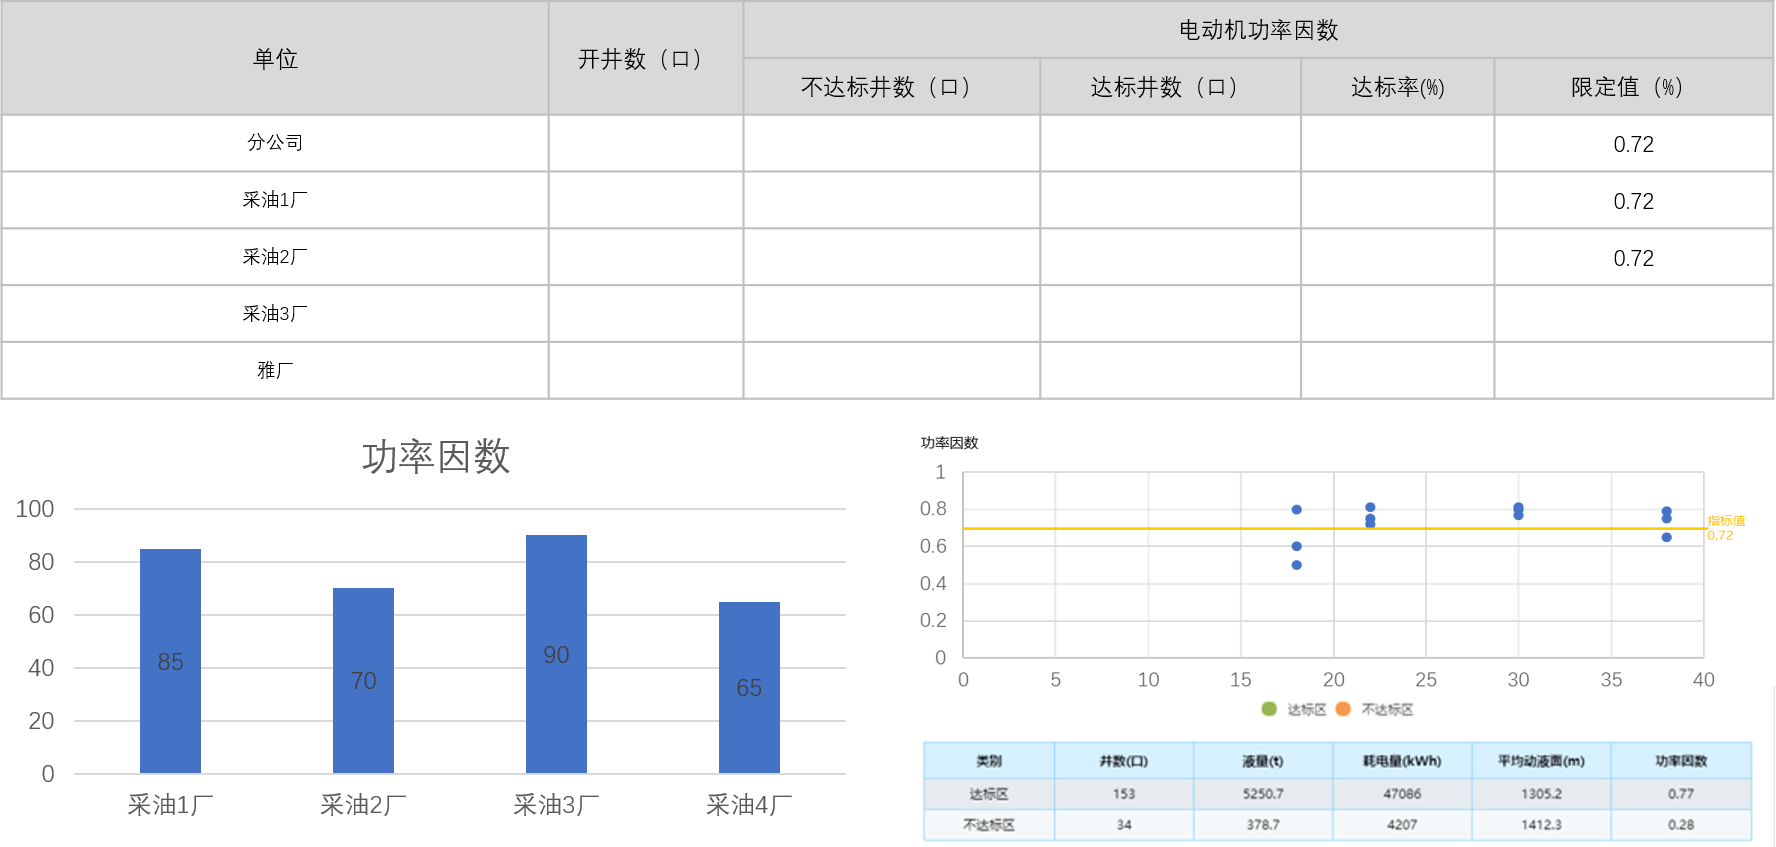 单位 开井数（口） 电动机功率因数
不达标井数（口） 达标井数（口） 达标率(%) 限定值（%）
分公司 0.72
采油1厂 0.72
采油2厂 0.72
采油3厂
雅厂
功率因数
100
80
60
40
20
0
85 70 90 65
采油1厂 采油2厂 采油3厂 采油4厂
功率因数
1
0.8
0.6
0.4
0.2
0
指标值
0.72
0 5 10 15 20 25 30 35 40
达标区 不达标区
类别 井数(口) 液量(t) 耗电量(kWh) 平均动液面(m) 功率因数
达标区 153 5250.7 47086 1305.2 0.77
不达标区 34 378.7 4207 1412.3 0.28